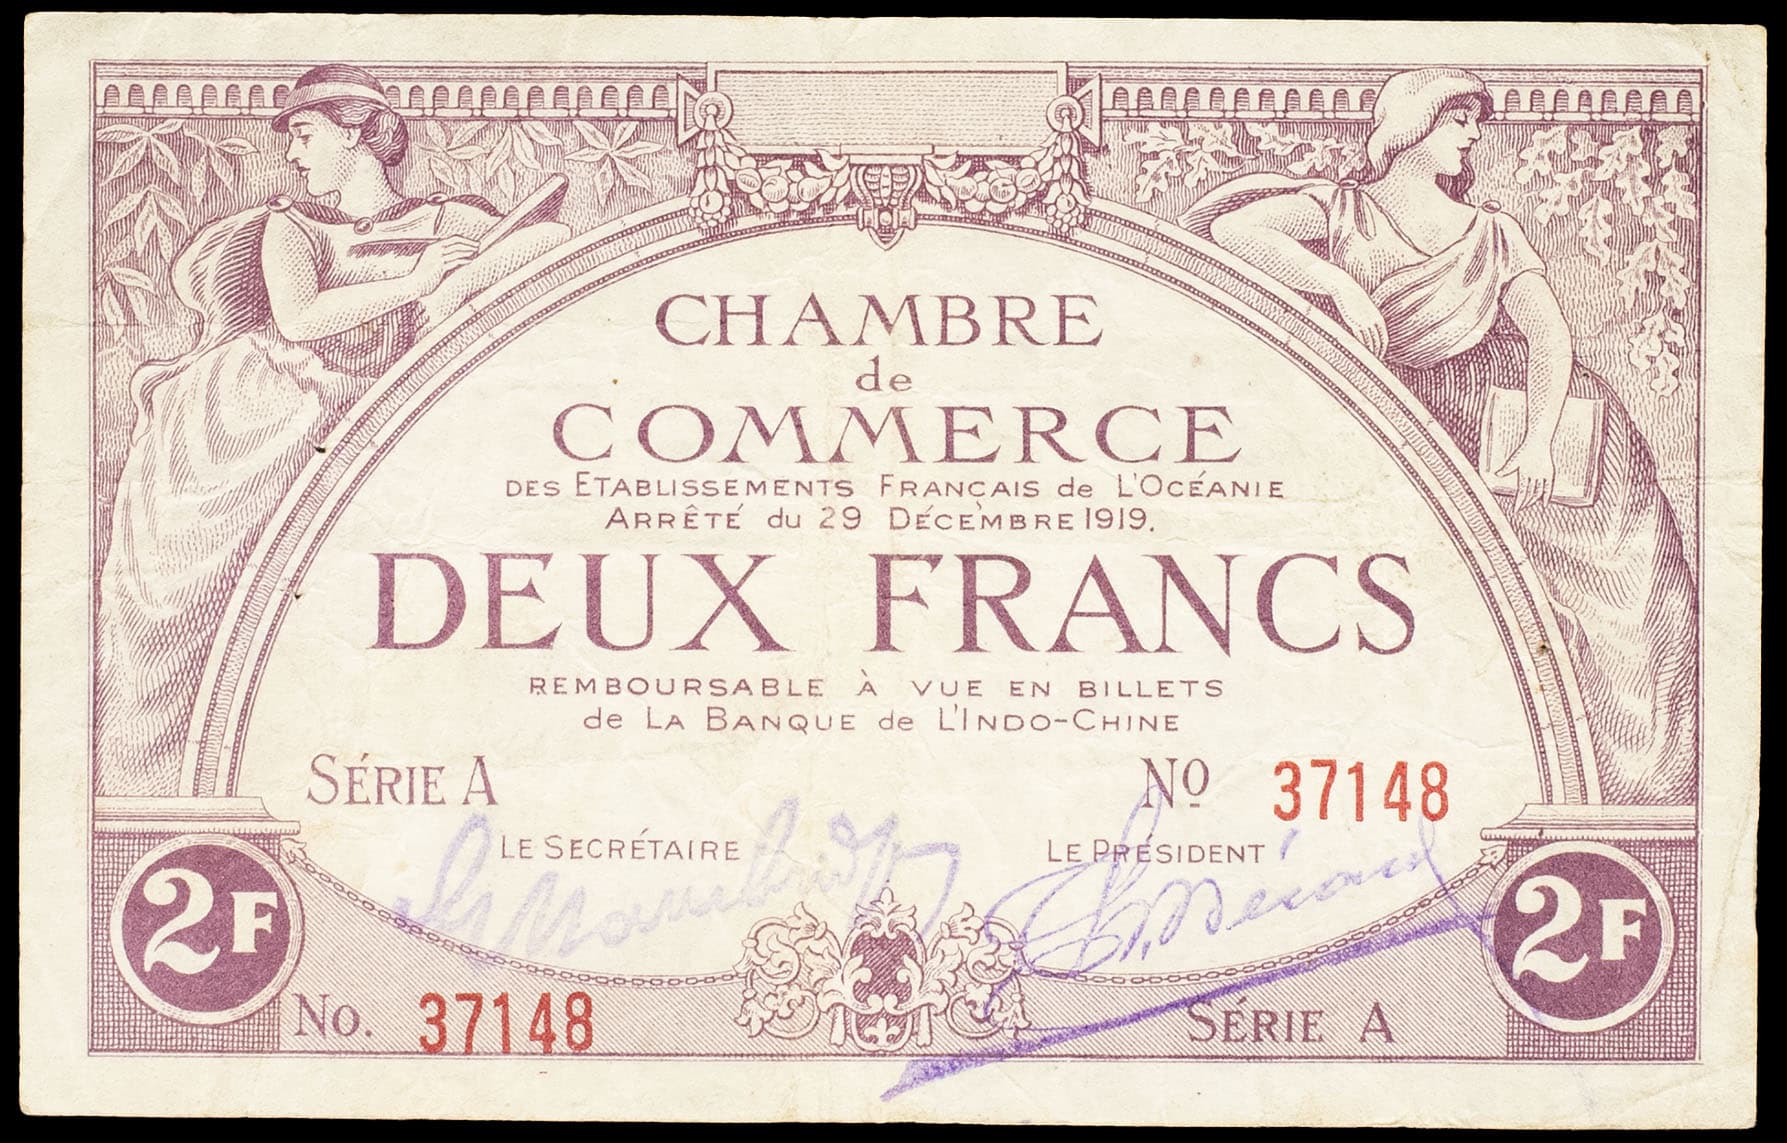 CHAMBRE
de
COMMERCE
DES ETABLISSEMENTS FRANÇAIS de L'OCÉANIE
ARRÊTÉ du 29 DÉCEMBRE 1919.
DEUX FRANCS
REMBOURSABLE À VUE EN BILLETS
de LA BANQUE de L'INDO-CHINE
SÉRIE A
No 37148
LE SECRÉTAIRE
LE PRÉSIDENT
2F
2F
No. 37148
SÉRIE A